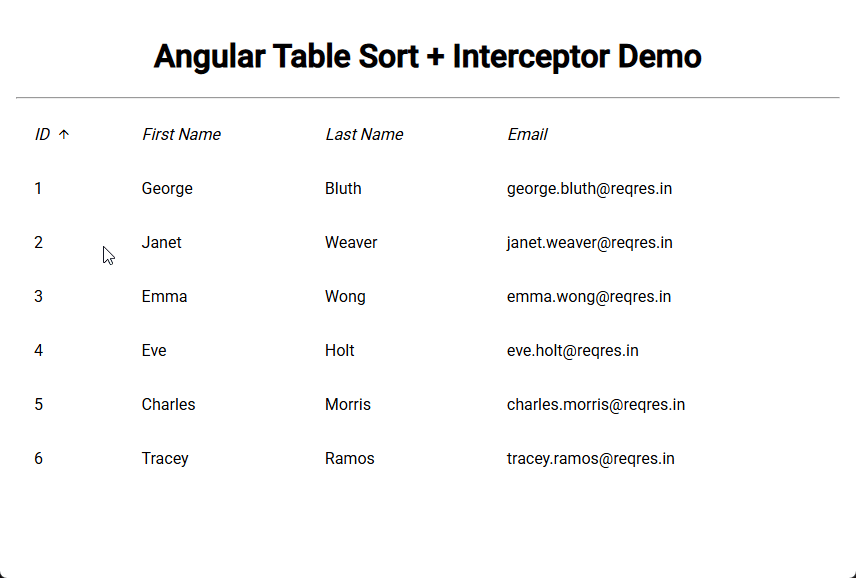 Angular Table Sort + Interceptor Demo
ID ↑ First Name Last Name Email
1 George Bluth george.bluth@reqres.in
2 Janet Weaver janet.weaver@reqres.in
3 Emma Wong emma.wong@reqres.in
4 Eve Holt eve.holt@reqres.in
5 Charles Morris charles.morris@reqres.in
6 Tracey Ramos tracey.ramos@reqres.in